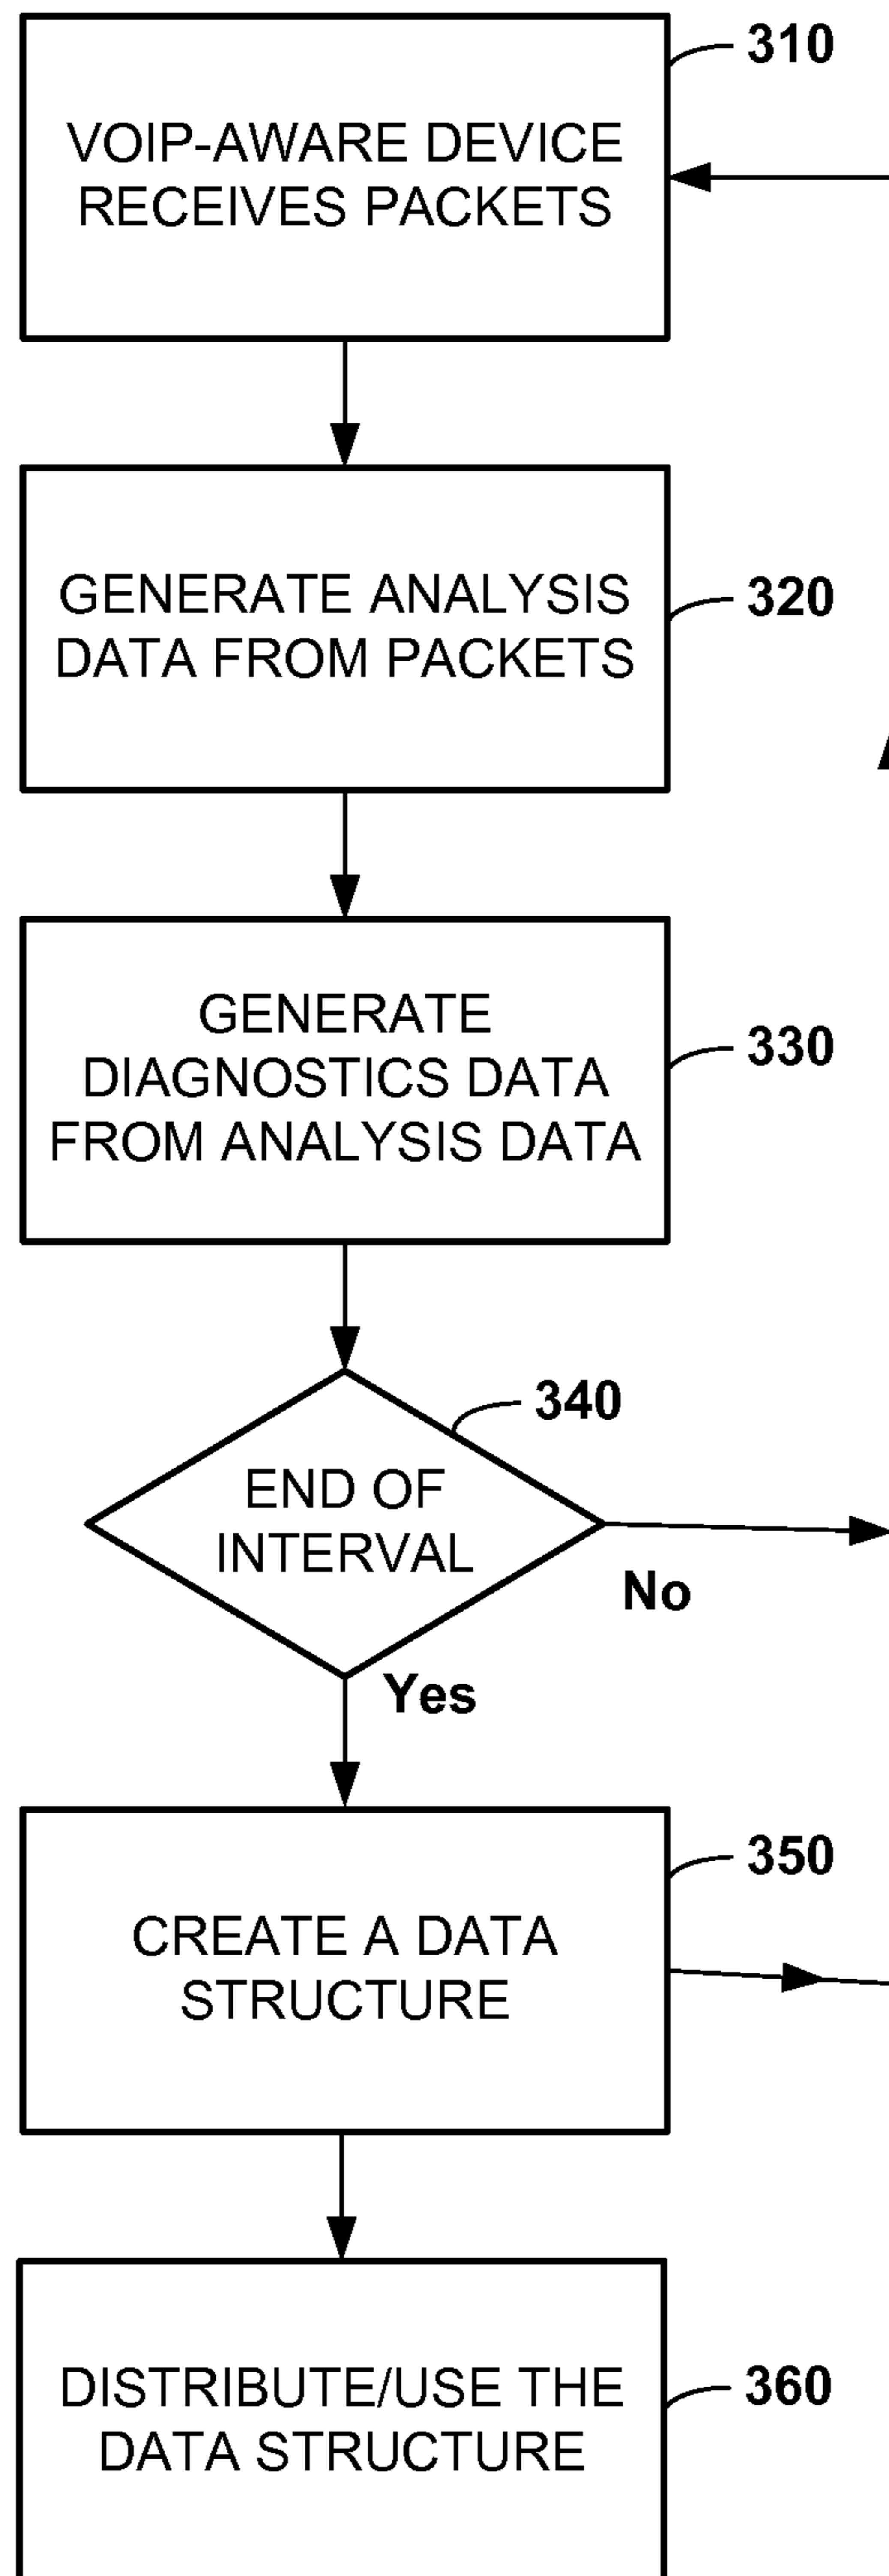 310
VOIP-AWARE DEVICE
RECEIVES PACKETS
GENERATE ANALYSIS
DATA FROM PACKETS
320
GENERATE
DIAGNOSTICS DATA
FROM ANALYSIS DATA
330
340
END OF
INTERVAL
No
Yes
350
CREATE A DATA
STRUCTURE
DISTRIBUTE/USE THE
DATA STRUCTURE
360